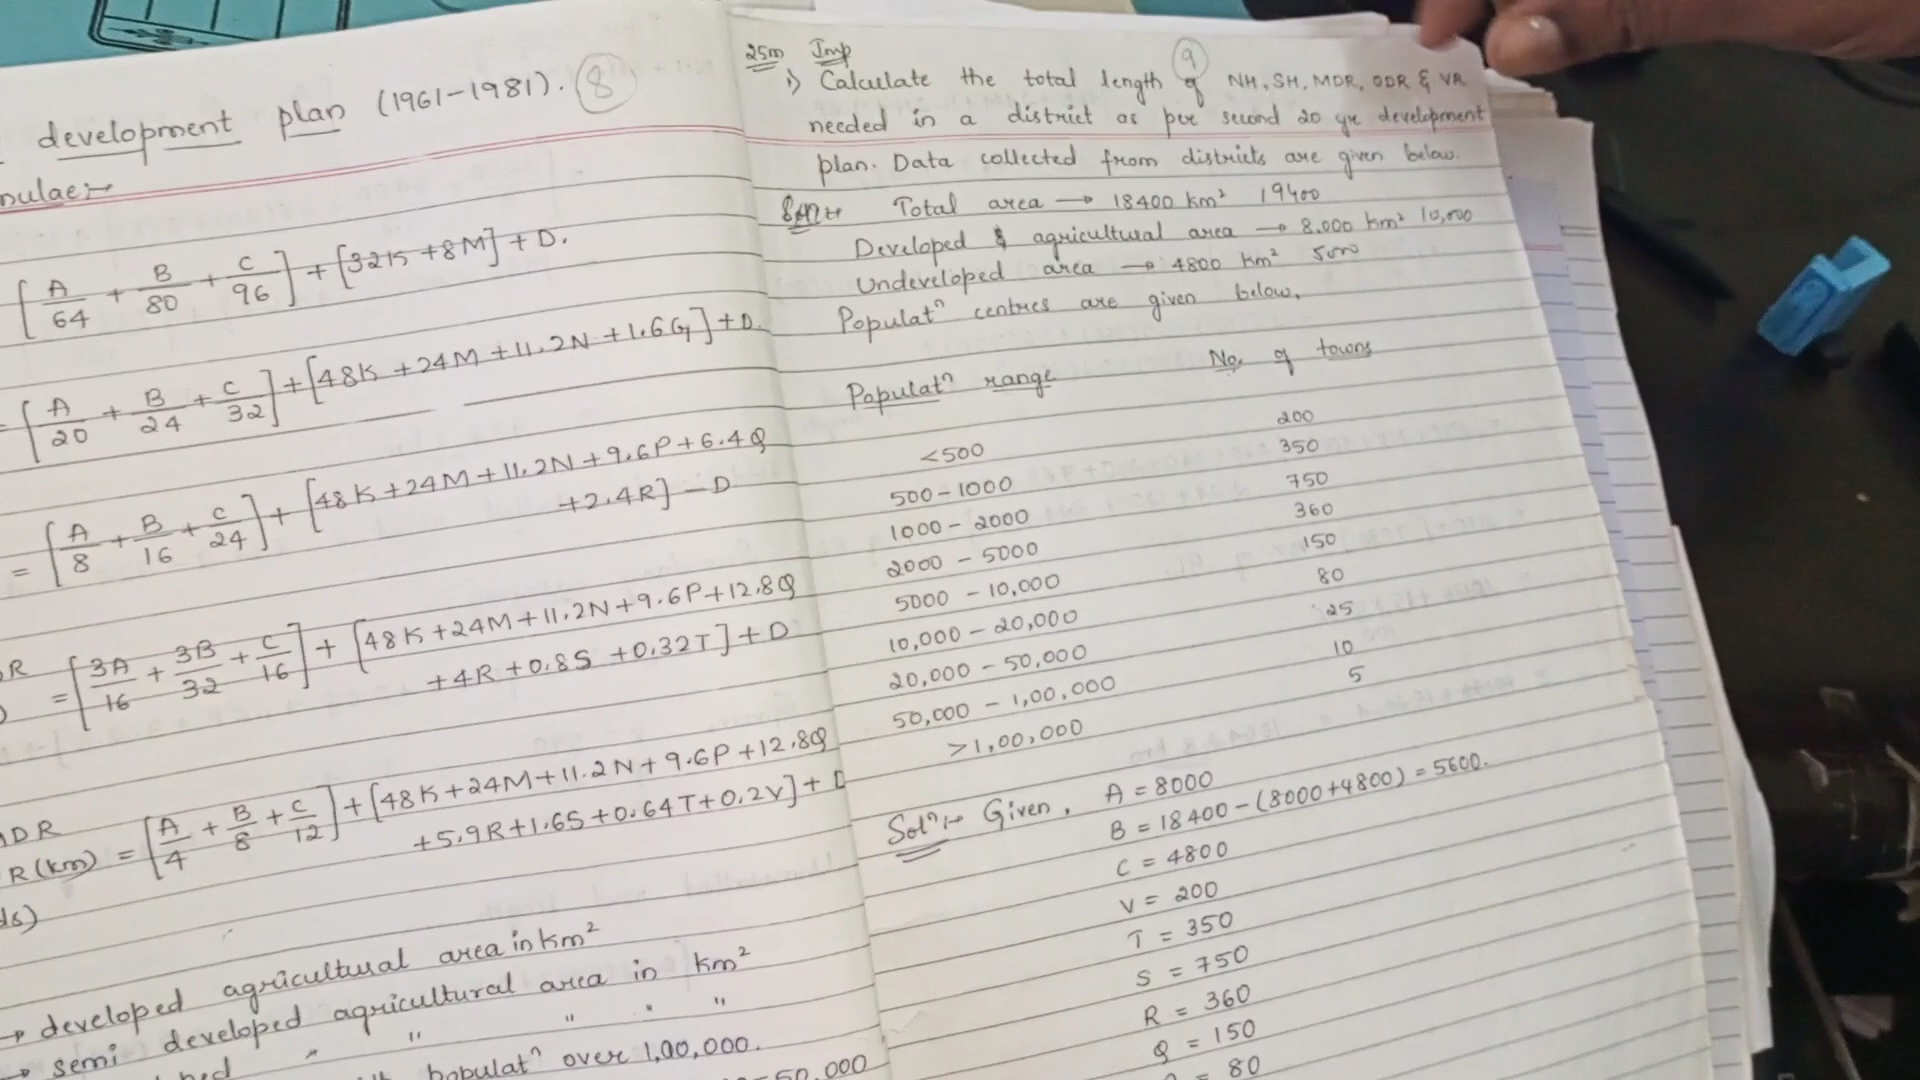 development plan (1961-1981). 8
mulae:-
[A/64 + B/80 + C/96] + [32K + 8M] + D.
= [A/20 + B/24 + C/32] + [48K + 24M + 11.2N + 1.6G] + D.
= [A/8 + B/16 + C/24] + [48K + 24M + 11.2N + 9.6P + 6.4Q
+ 2.4R] - D
R
= [3A/16 + 3B/32 + C/16] + [48K + 24M + 11.2N + 9.6P + 12.8Q
+ 4R + 0.8S + 0.32T] + D
DR
R (km) = [A/4 + B/8 + C/12] + [48K + 24M + 11.2N + 9.6P + 12.8Q
+ 5.9R + 1.6S + 0.64T + 0.2V] + D
ds)
→ developed agricultural area in km²
→ semi developed agricultural area in km²
" " . "
populatⁿ over 1,00,000.
50,000
25m Imp 9
i) Calculate the total length of NH, SH, MDR, ODR & VR
needed in a district as per second 20 yr development
plan. Data collected from districts are given below.
Total area → 18400 km² 19400
Developed & agricultural area → 8,000 km² 10,000
Undeveloped area → 4800 km² 5000
Populatⁿ centres are given below,
Populatⁿ range No. of towns
<500 200
500-1000 350
1000-2000 750
2000-5000 360
5000-10,000 150
10,000-20,000 80
20,000-50,000 25
50,000-1,00,000 10
>1,00,000 5
Solⁿ:- Given, A = 8000
B = 18400-(8000+4800) = 5600.
C = 4800
V = 200
T = 350
S = 750
R = 360
Q = 150
= 80